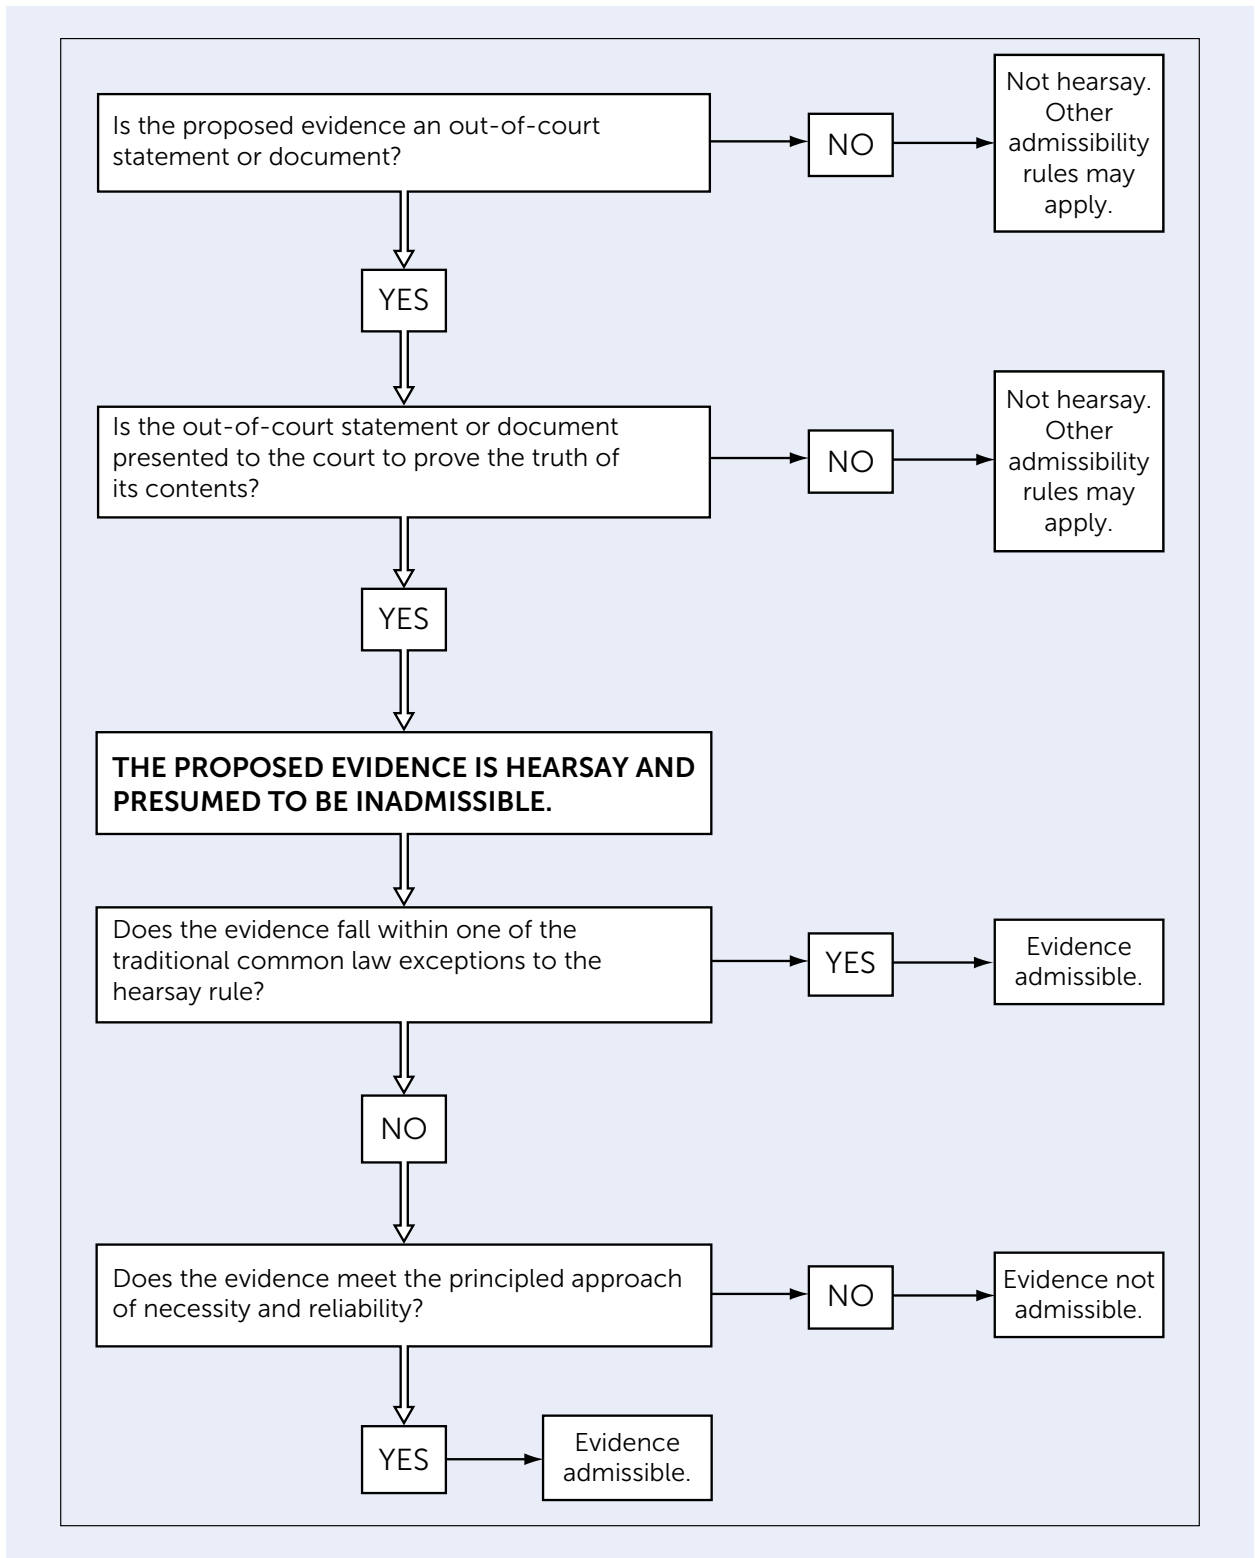 Is the proposed evidence an out-of-court
statement or document?
NO
Not hearsay.
Other
admissibility
rules may
apply.
YES
Is the out-of-court statement or document
presented to the court to prove the truth of
its contents?
NO
Not hearsay.
Other
admissibility
rules may
apply.
YES
THE PROPOSED EVIDENCE IS HEARSAY AND
PRESUMED TO BE INADMISSIBLE.
Does the evidence fall within one of the
traditional common law exceptions to the
hearsay rule?
YES
Evidence
admissible.
NO
Does the evidence meet the principled approach
of necessity and reliability?
NO
Evidence not
admissible.
YES
Evidence
admissible.